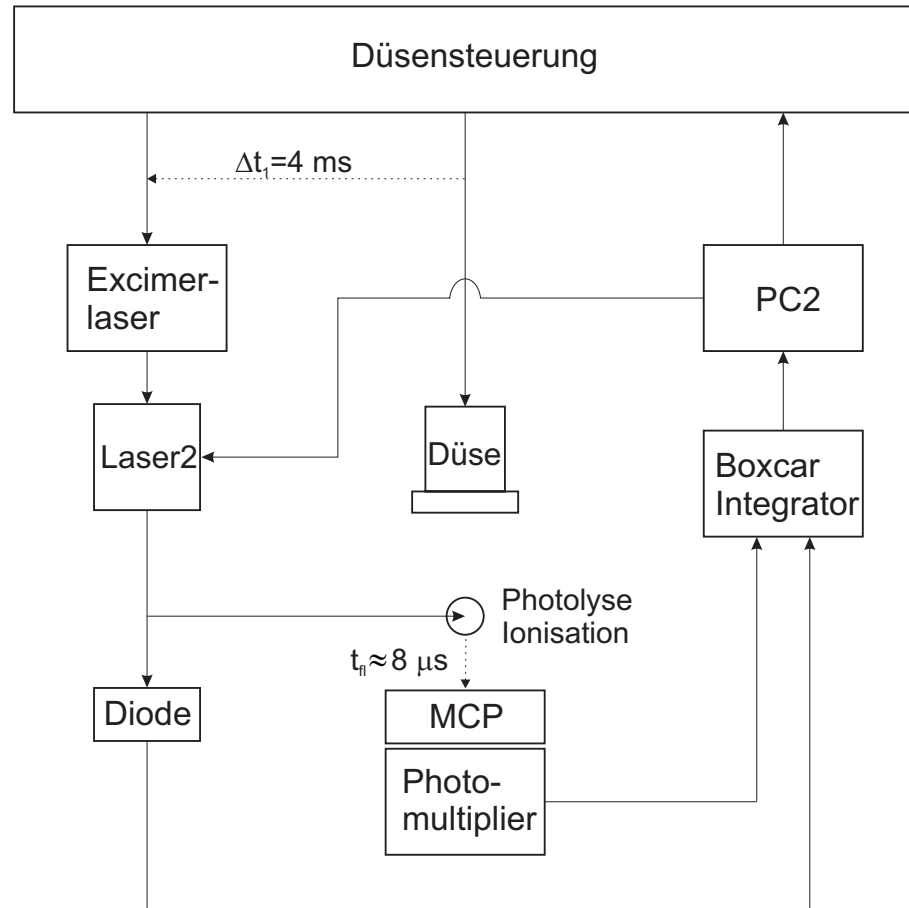 Düsensteuerung
Δt₁=4 ms
Excimer-
laser
PC2
Laser2
Düse
Boxcar
Integrator
Photolyse
Ionisation
t_fl≈8 μs
Diode
MCP
Photo-
multiplier